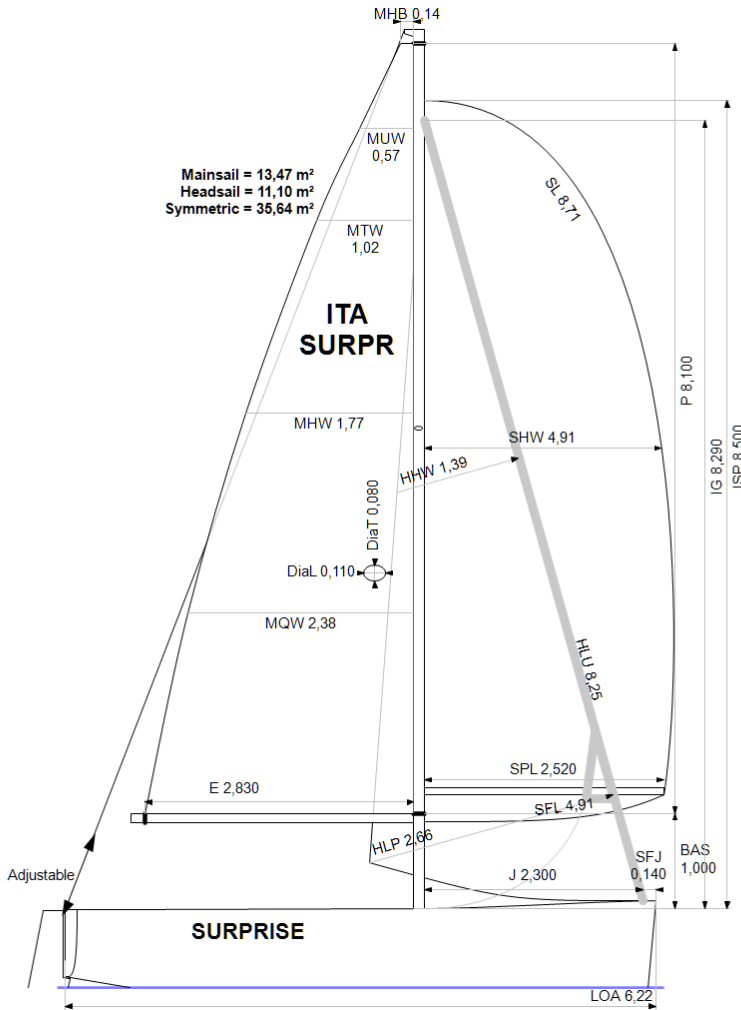 MHB 0,14
MUW
0,57
Mainsail = 13,47 m²
Headsail = 11,10 m²
Symmetric = 35,64 m²
SL 8,71
MTW
1,02
ITA
SURPR
P 8,100
MHW 1,77
0
SHW 4,91
IG 8,290
ISP 8,500
HHW 1,39
DiaT 0,080
DiaL 0,110
MQW 2,38
HLU 8,25
SPL 2,520
E 2,830
SFL 4,91
HLP 2,66
SFJ
0,140
BAS
1,000
J 2,300
Adjustable
SURPRISE
LOA 6,22